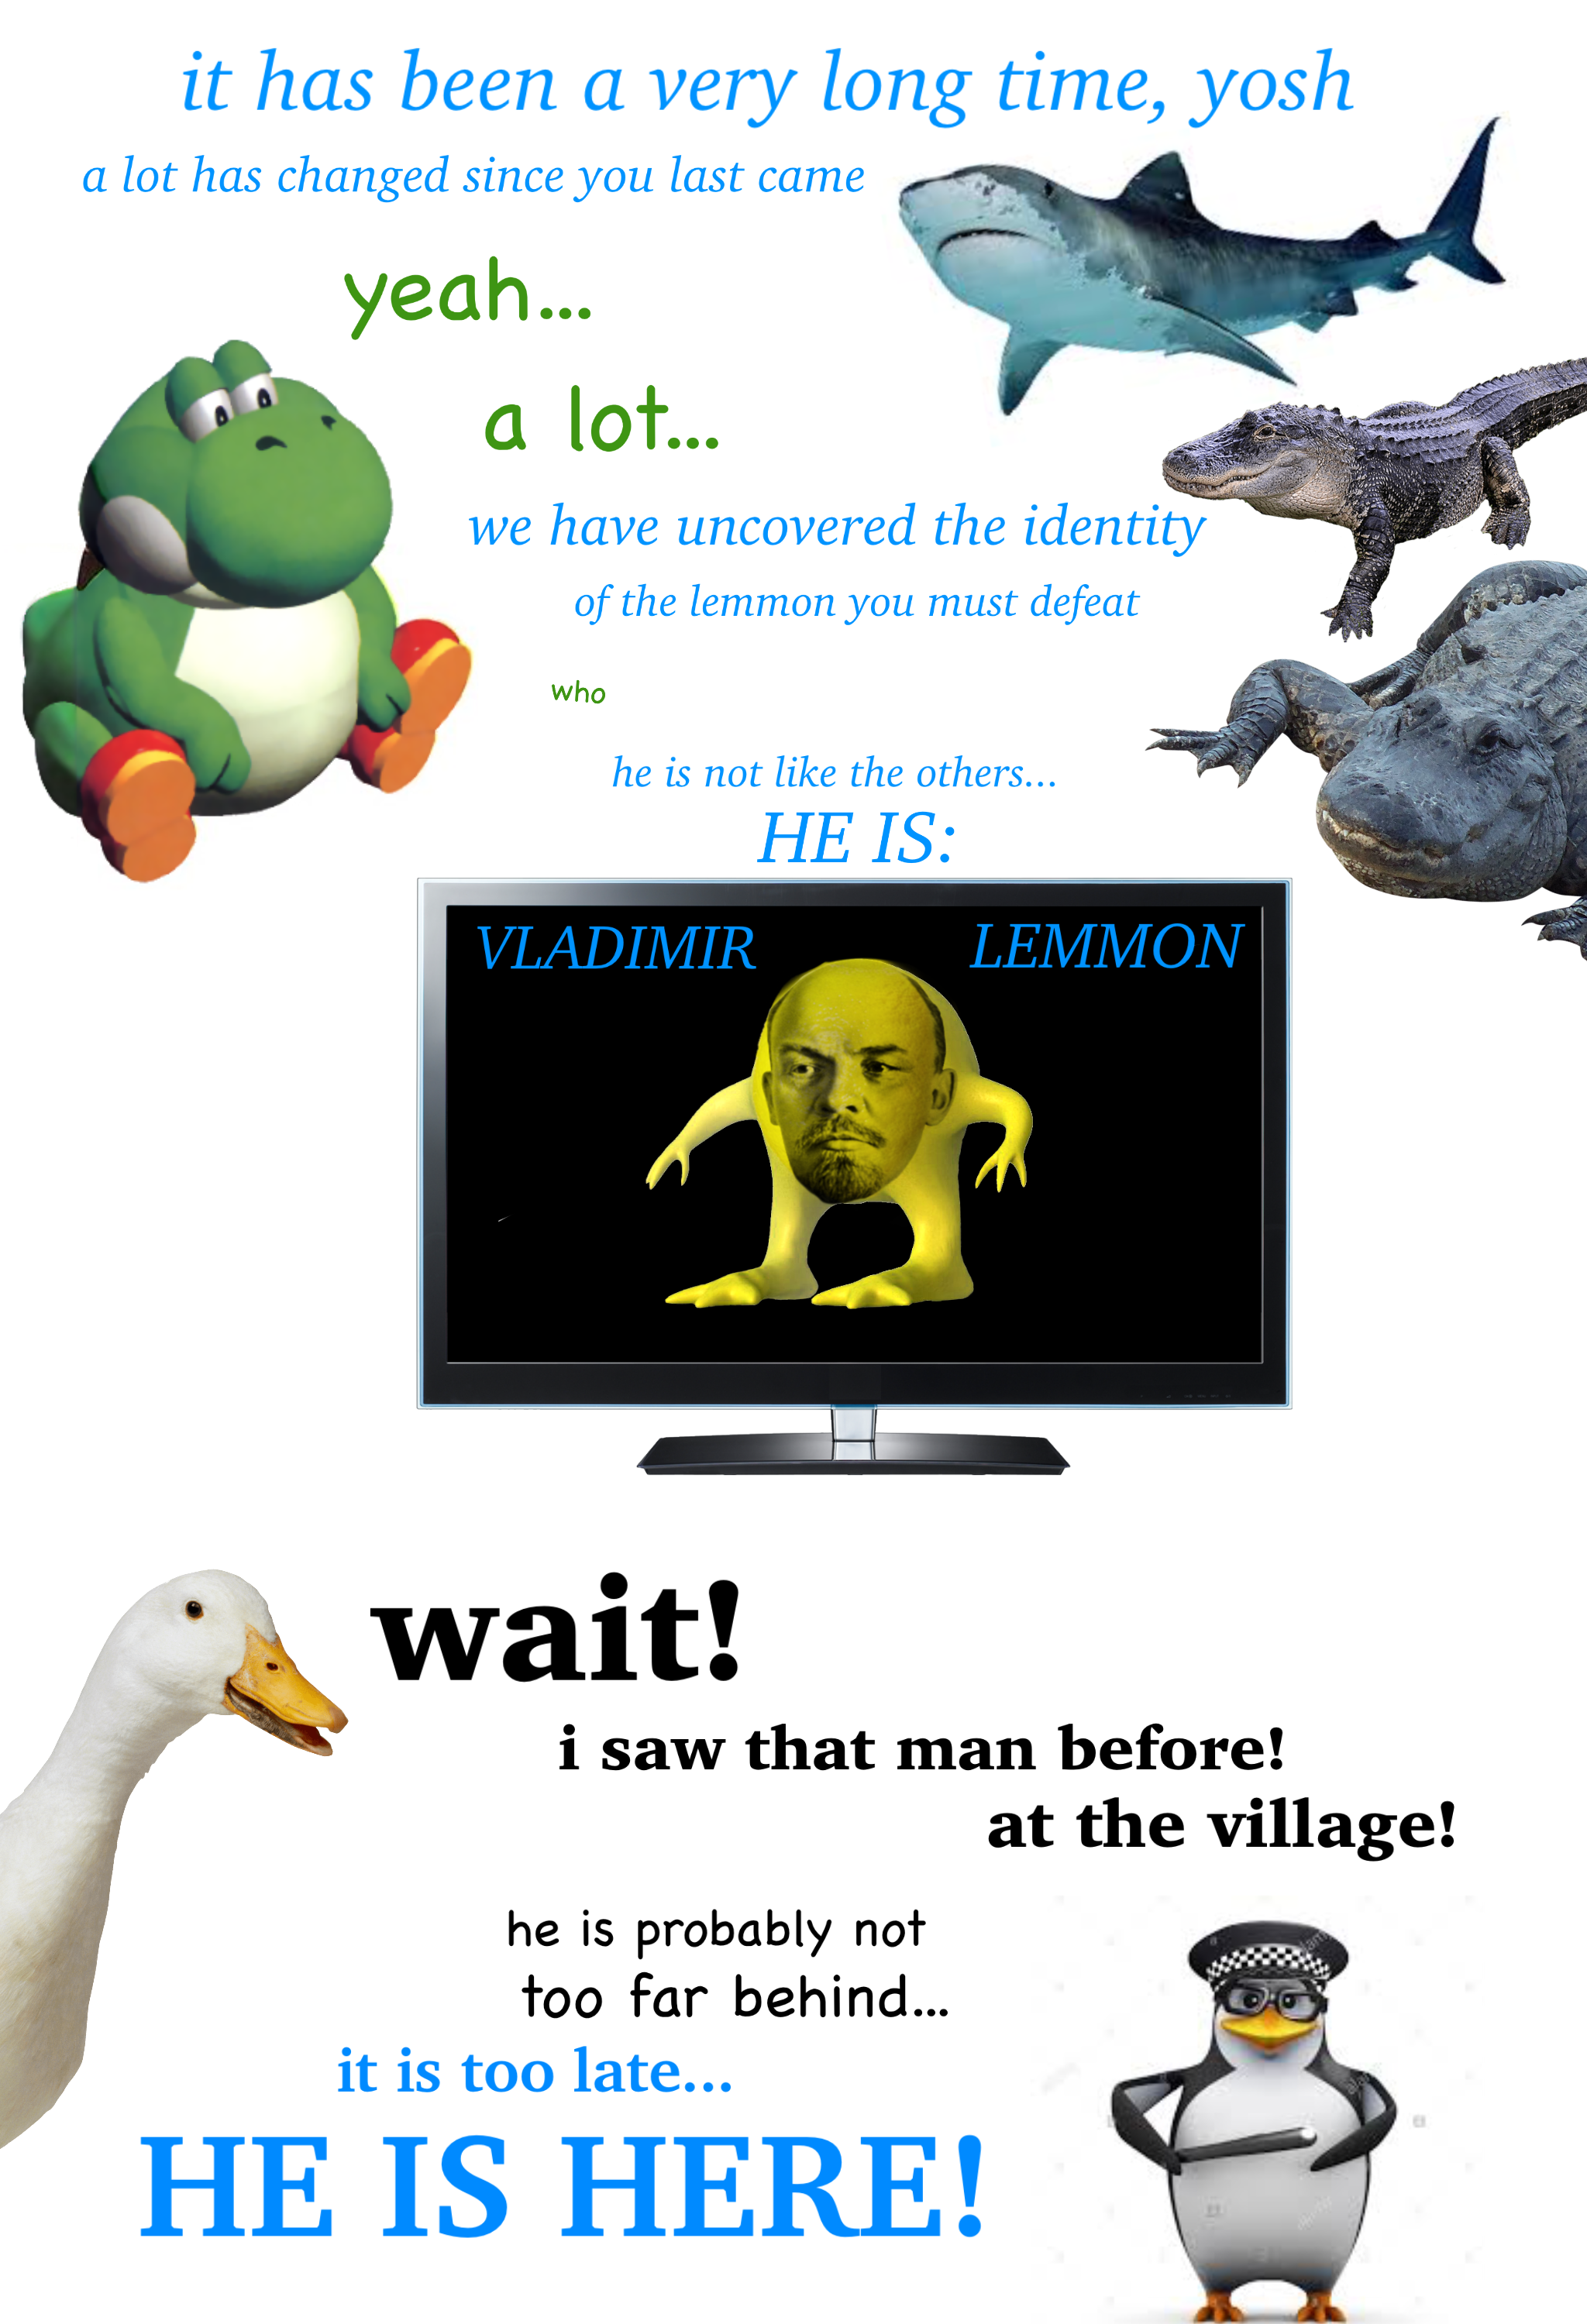 it has been a very long time, yosh
a lot has changed since you last came
yeah...
a lot...
we have uncovered the identity
of the lemmon you must defeat
who
he is not like the others...
HE IS:
VLADIMIR LEMMON
wait!
i saw that man before!
at the village!
he is probably not
too far behind...
it is too late...
HE IS HERE!